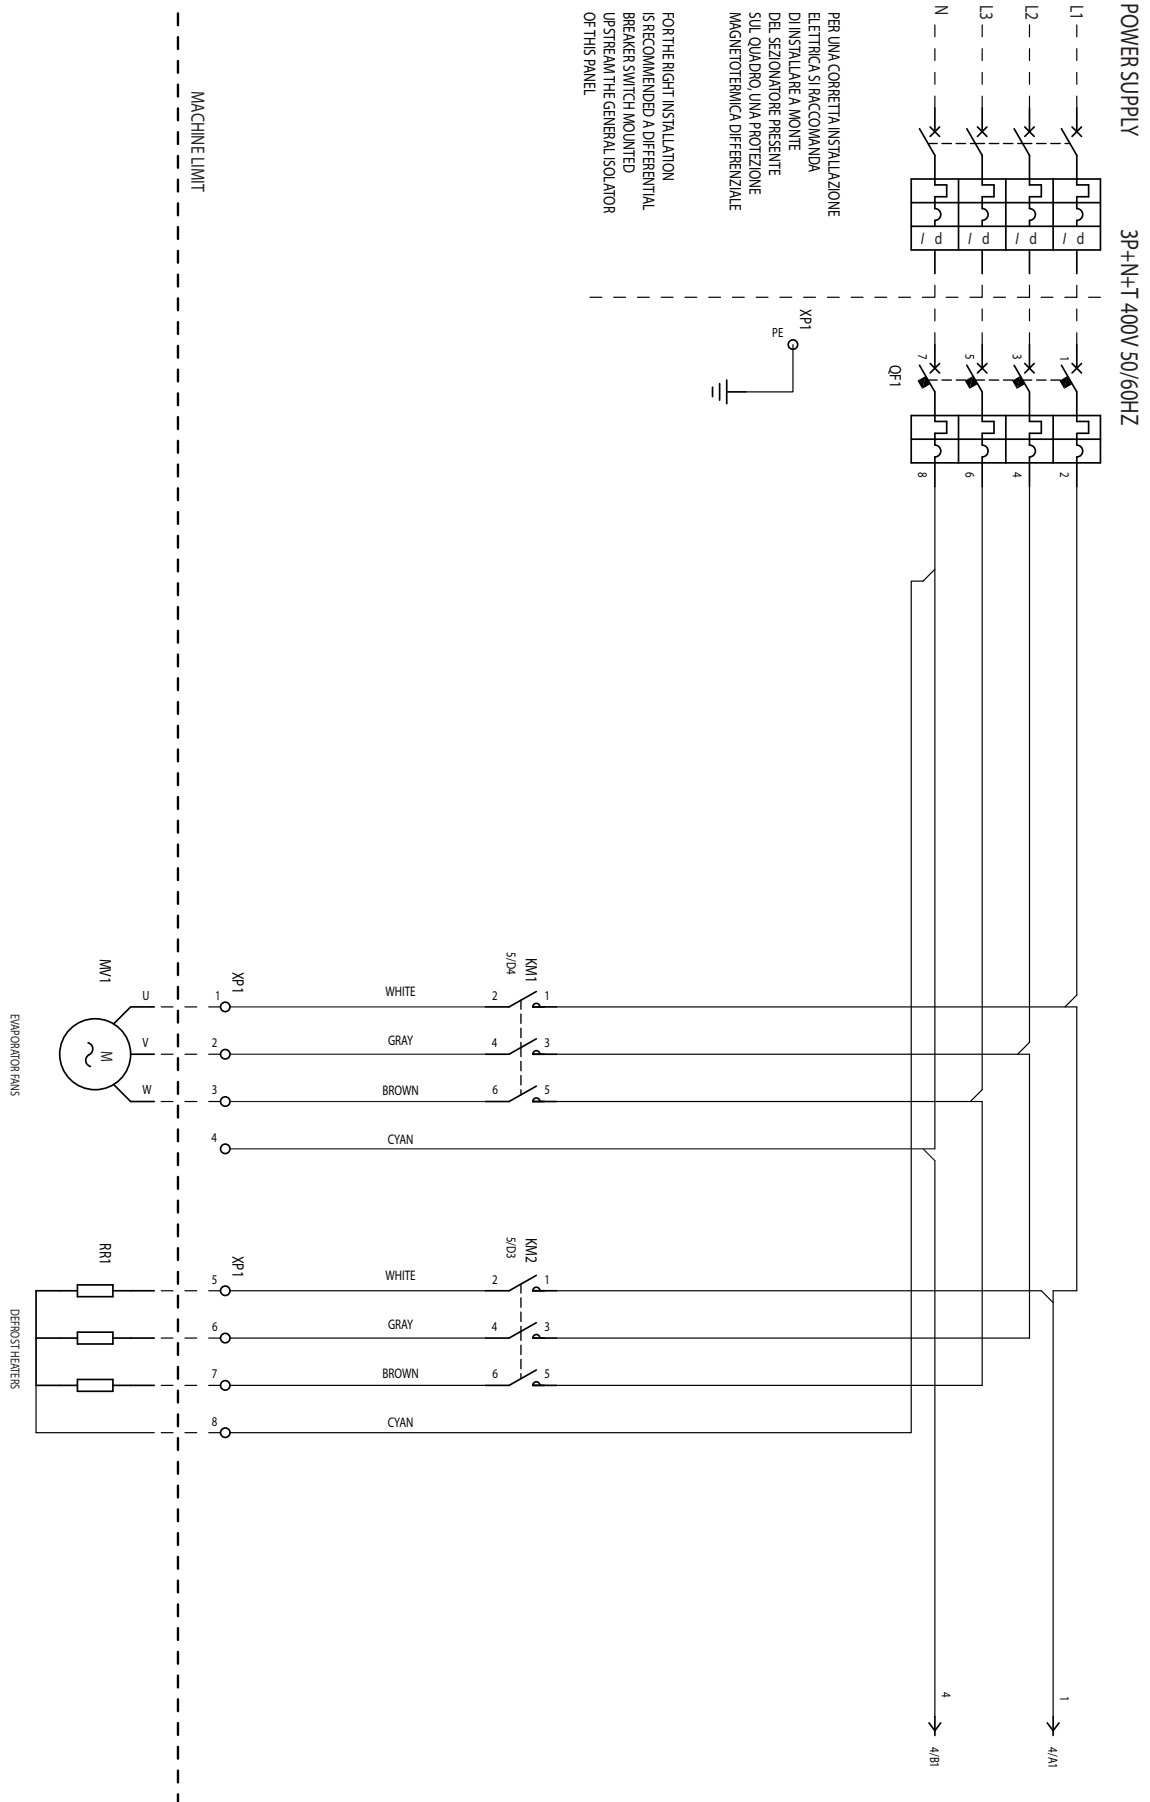 POWER SUPPLY
3P+N+T 400V 50/60HZ
L1
L2
L3
N
I d
I d
I d
I d
1
3
5
7
QF1
2
4
6
8
PER UNA CORRETTA INSTALLAZIONE
ELETTRICA SI RACCOMANDA
DI INSTALLARE A MONTE
DEL SEZIONATORE PRESENTE
SUL QUADRO, UNA PROTEZIONE
MAGNETOTERMICA DIFFERENZIALE
FOR THE RIGHT INSTALLATION
IS RECOMMENDED A DIFFERENTIAL
BREAKER SWITCH MOUNTED
UPSTREAM THE GENERAL ISOLATOR
OF THIS PANEL
XP1
PE
MACHINE LIMIT
KM1
5/D4
1
2
3
4
5
6
WHITE
GRAY
BROWN
CYAN
XP1
1
2
3
4
U
V
W
MV1
M
EVAPORATOR FANS
KM2
5/D3
1
2
3
4
5
6
WHITE
GRAY
BROWN
CYAN
XP1
5
6
7
8
RR1
DEFROST HEATERS
1
4/A1
4
4/B1